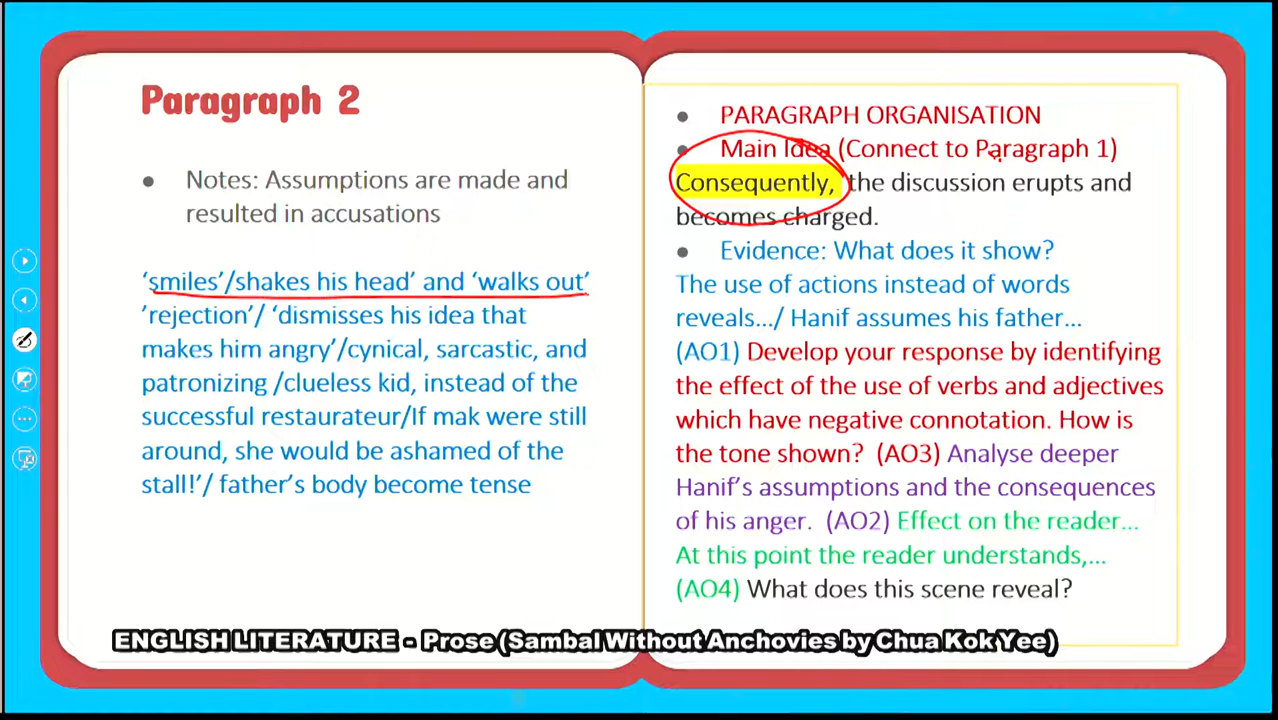 Paragraph 2
Notes: Assumptions are made and
resulted in accusations
‘smiles’/shakes his head’ and ‘walks out’
’rejection’/ ‘dismisses his idea that
makes him angry’/cynical, sarcastic, and
patronizing /clueless kid, instead of the
successful restaurateur/If mak were still
around, she would be ashamed of the
stall!’/ father’s body become tense
PARAGRAPH ORGANISATION
Main Idea (Connect to Paragraph 1)
Consequently, the discussion erupts and
becomes charged.
Evidence: What does it show?
The use of actions instead of words
reveals.../ Hanif assumes his father...
(AO1) Develop your response by identifying
the effect of the use of verbs and adjectives
which have negative connotation. How is
the tone shown? (AO3) Analyse deeper
Hanif’s assumptions and the consequences
of his anger. (AO2) Effect on the reader...
At this point the reader understands,...
(AO4) What does this scene reveal?
ENGLISH LITERATURE - Prose (Sambal Without Anchovies by Chua Kok Yee)